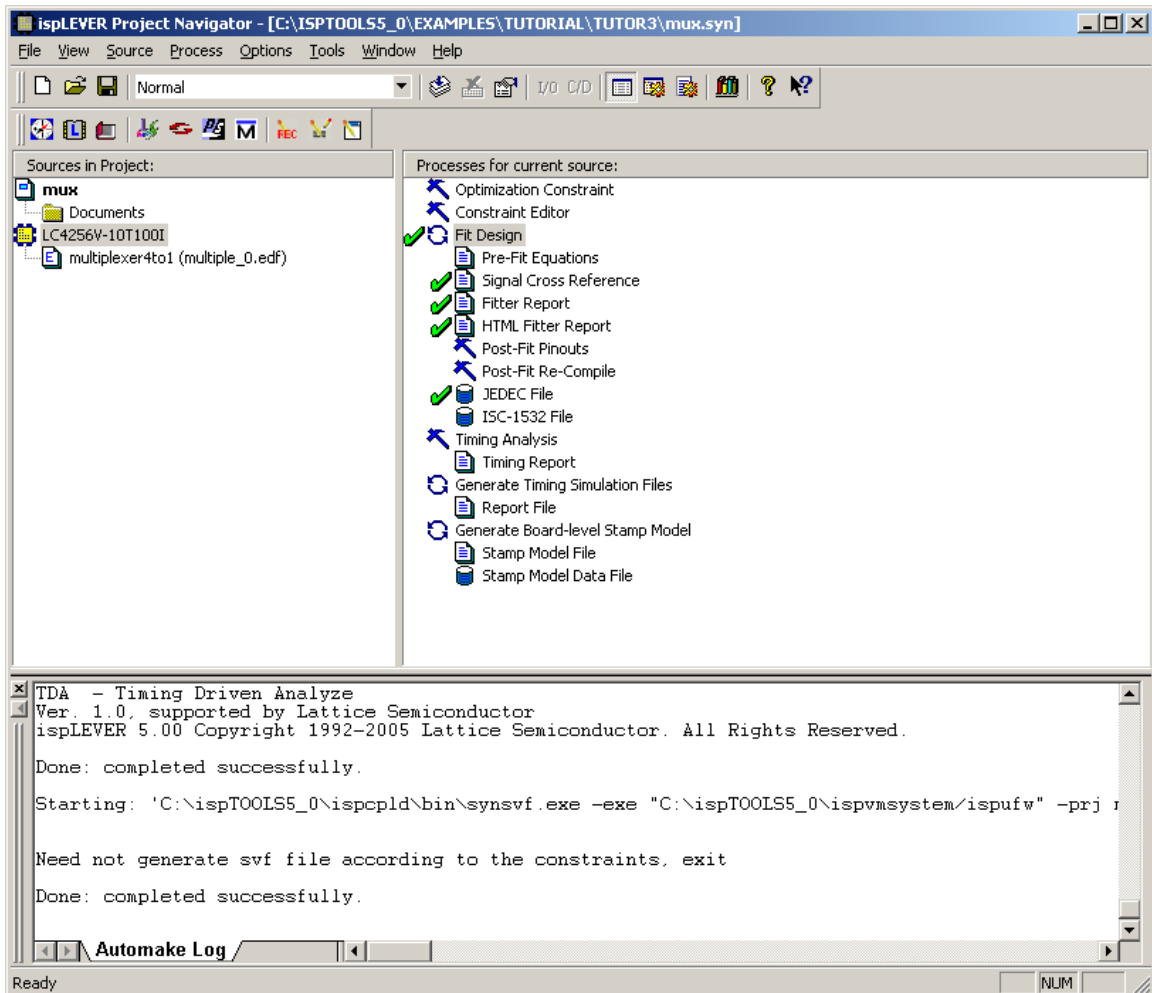 ispLEVER Project Navigator - [C:\ISPTOOLS5_0\EXAMPLES\TUTORIAL\TUTOR3\mux.syn]
File View Source Process Options Tools Window Help
Normal
I/O C/D
REC
Sources in Project:
mux
Documents
LC4256V-10T100I
multiplexer4to1 (multiple_0.edf)
Processes for current source:
Optimization Constraint
Constraint Editor
Fit Design
Pre-Fit Equations
Signal Cross Reference
Fitter Report
HTML Fitter Report
Post-Fit Pinouts
Post-Fit Re-Compile
JEDEC File
ISC-1532 File
Timing Analysis
Timing Report
Generate Timing Simulation Files
Report File
Generate Board-level Stamp Model
Stamp Model File
Stamp Model Data File
TDA - Timing Driven Analyze
Ver. 1.0, supported by Lattice Semiconductor
ispLEVER 5.00 Copyright 1992-2005 Lattice Semiconductor. All Rights Reserved.
Done: completed successfully.
Starting: 'C:\ispTOOLS5_0\ispcpld\bin\synsvf.exe -exe "C:\ispTOOLS5_0\ispvmsystem/ispufw" -prj
Need not generate svf file according to the constraints, exit
Done: completed successfully.
Automake Log
Ready
NUM